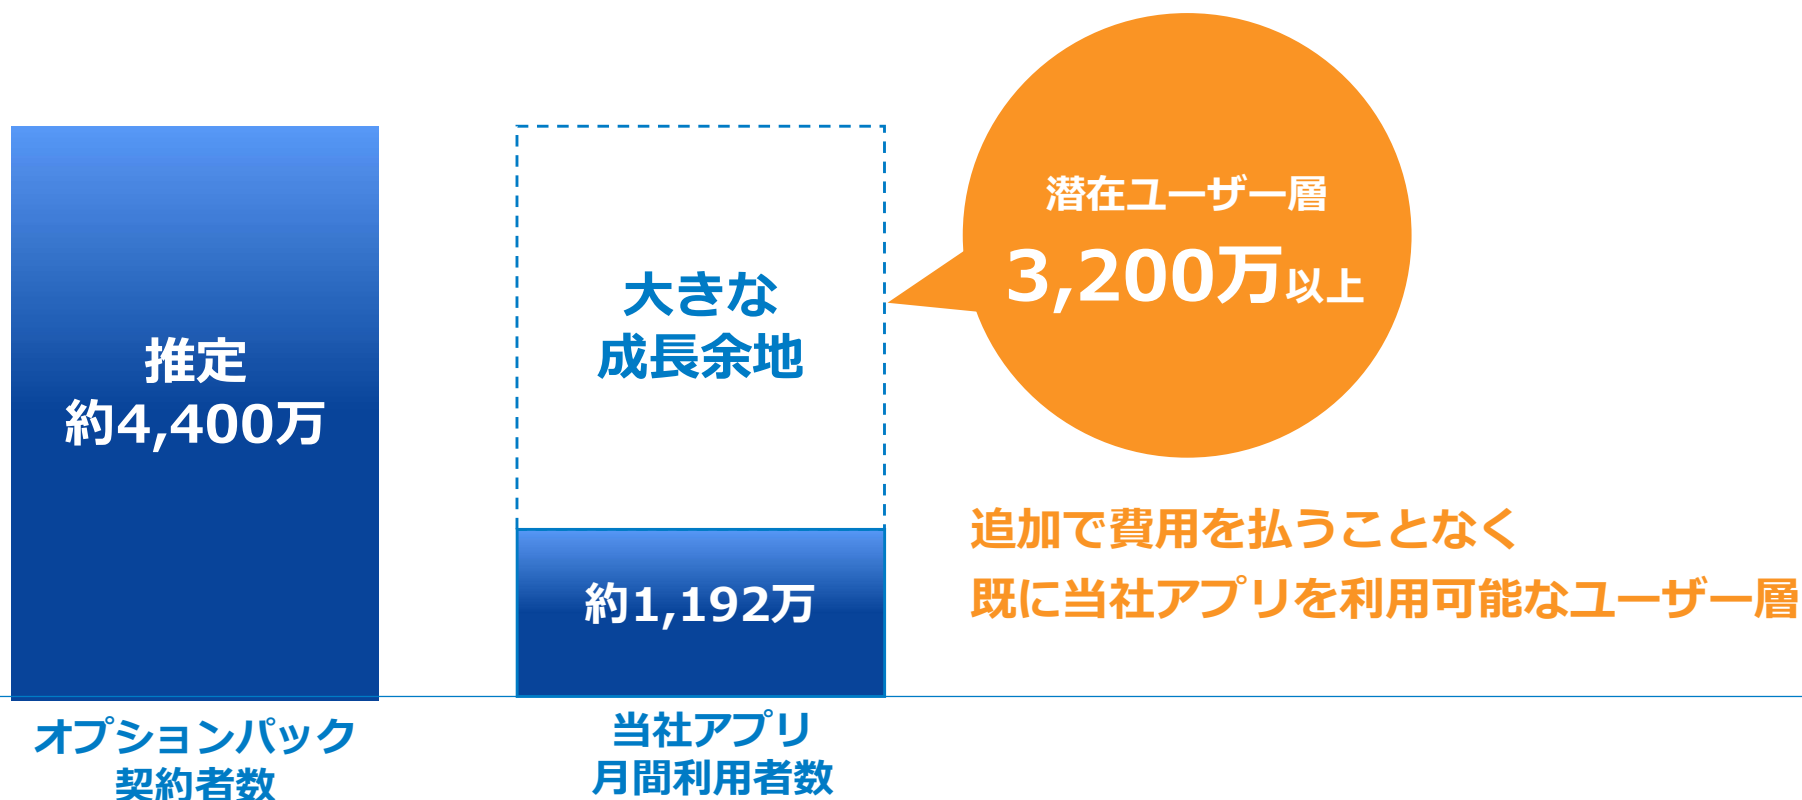 推定
約4,400万
オプションパック
契約者数
大きな
成長余地
約1,192万
当社アプリ
月間利用者数
潜在ユーザー層
3,200万以上
追加で費用を払うことなく
既に当社アプリを利用可能なユーザー層